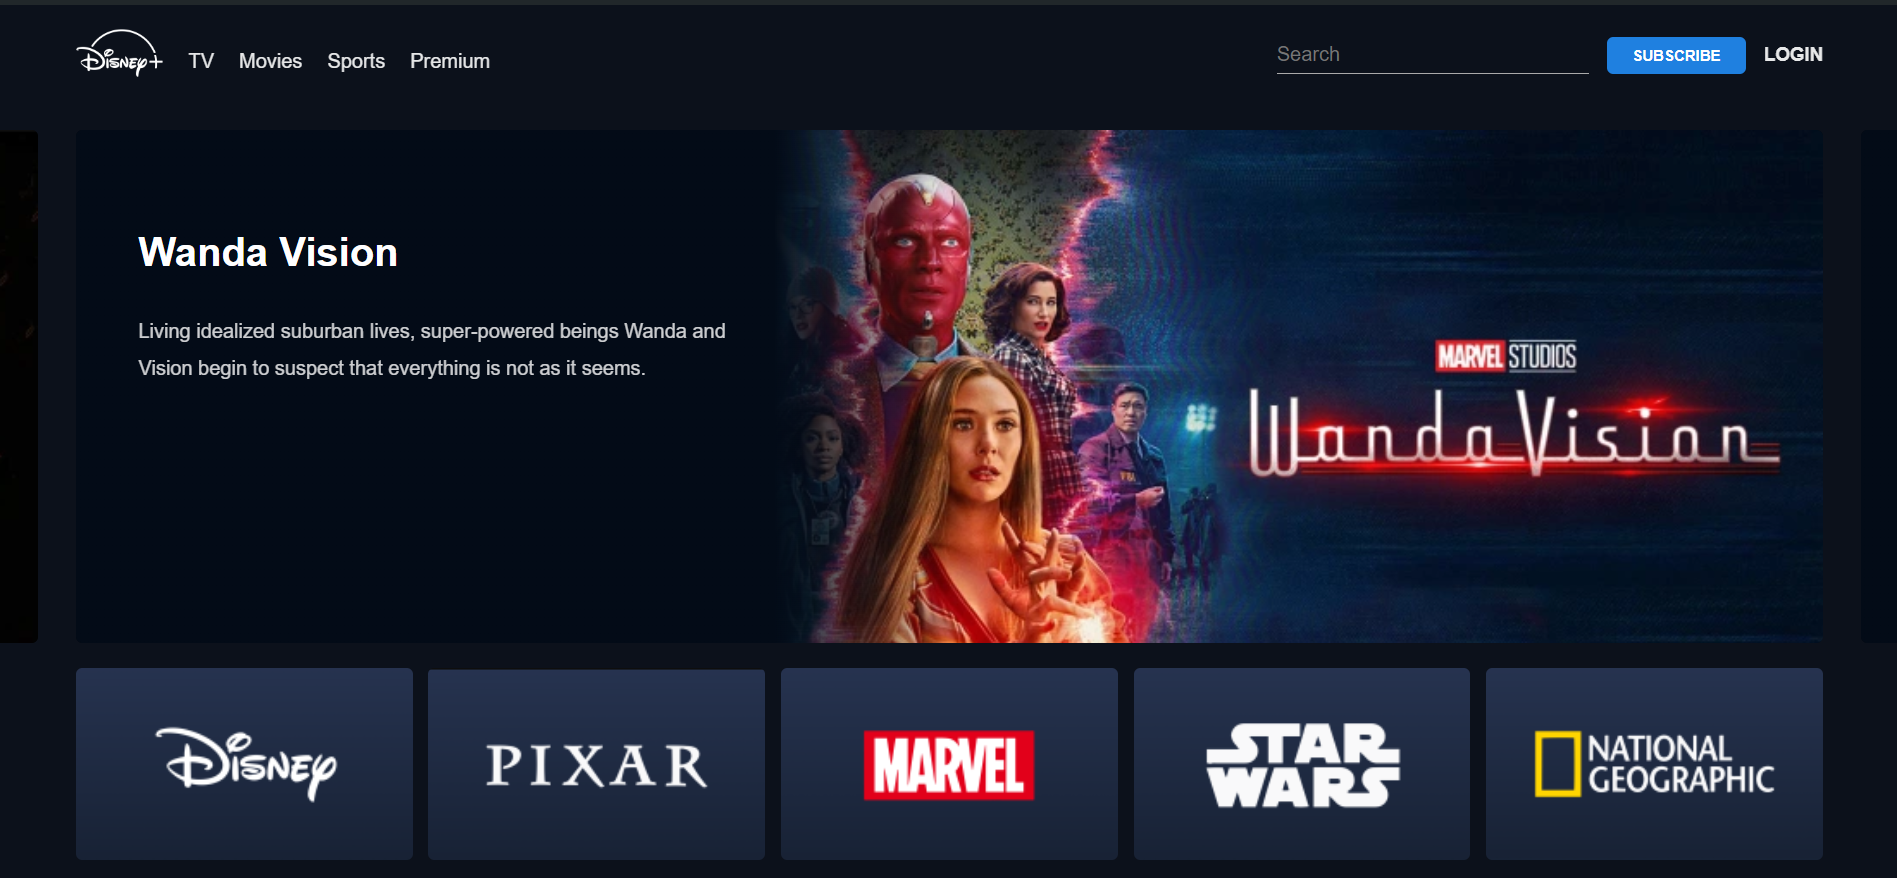 Disney+
TV
Movies
Sports
Premium
Search
SUBSCRIBE
LOGIN
Wanda Vision
Living idealized suburban lives, super-powered beings Wanda and
Vision begin to suspect that everything is not as it seems.
MARVEL STUDIOS
WandaVision
FBI
Disney
PIXAR
MARVEL
STAR
WARS
NATIONAL
GEOGRAPHIC